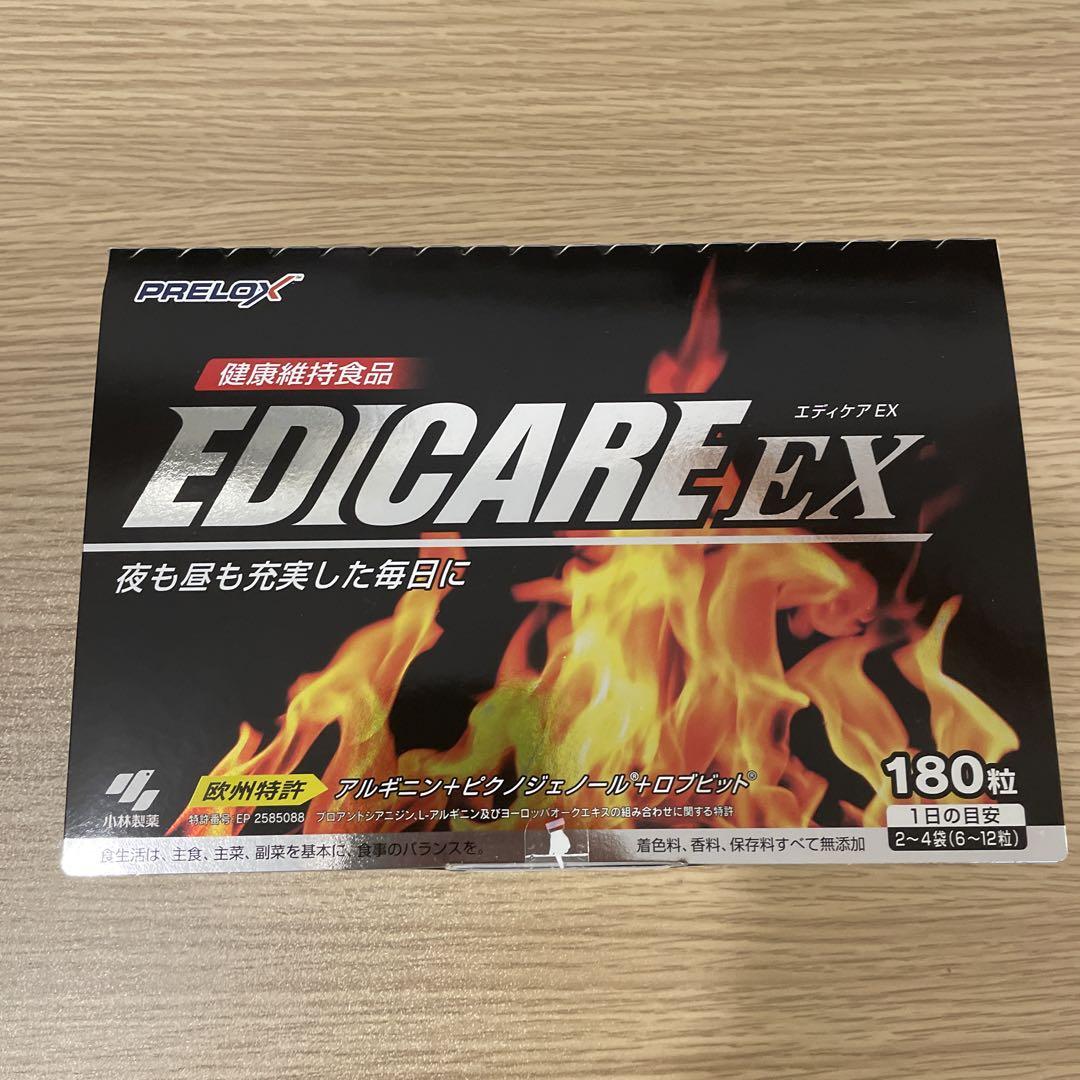 PRELOX™
健康維持食品
エディケアEX
EDICARE EX
夜も昼も充実した毎日に
小林製薬
欧州特許 アルギニン+ピクノジェノール®+ロブビット®
特許番号:EP 2585088 プロアントシアニジン、L-アルギニン及びヨーロッパオークエキスの組み合わせに関する特許
180粒
1日の目安
2~4袋(6~12粒)
食生活は、主食、主菜、副菜を基本に、食事のバランスを。
着色料、香料、保存料すべて無添加